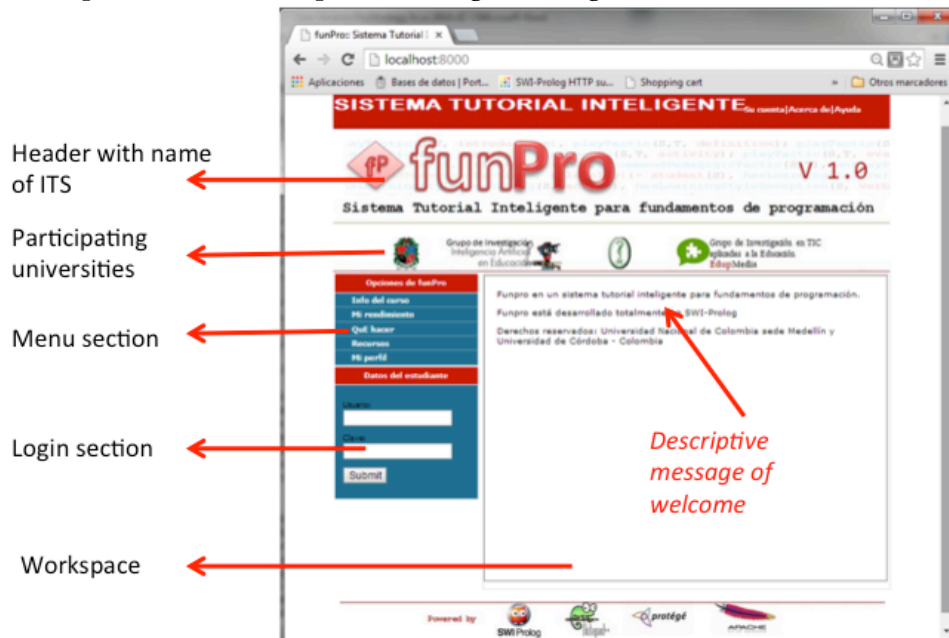 funPro: Sistema Tutorial I
localhost:8000
Aplicaciones
Bases de datos | Port...
SWI-Prolog HTTP su...
Shopping cart
»
Otros marcadores
SISTEMA TUTORIAL INTELIGENTE
Su cuenta|Acerca de|Ayuda
Header with name
of ITS
fP
funPro
V 1.0
Sistema Tutorial Inteligente para fundamentos de programación
Participating
universities
Grupo de Investigación
Inteligencia Artificial
en Educación
Grupo de Investigación en TIC
aplicadas a la Educación
EdupMedia
Menu section
Opciones de funPro
Info del curso
Mi rendimiento
Qué hacer
Recursos
Mi perfil
Datos del estudiante
Funpro en un sistema tutorial inteligente para fundamentos de programación.
Funpro está desarrollado totalmente SWI-Prolog
Derechos reservados: Universidad Nacional de Colombia sede Medellín y
Universidad de Córdoba - Colombia
Login section
Usuario
Clave
Submit
Descriptive
message of
welcome
Workspace
Powered by
SWI Prolog
protégé
APACHE